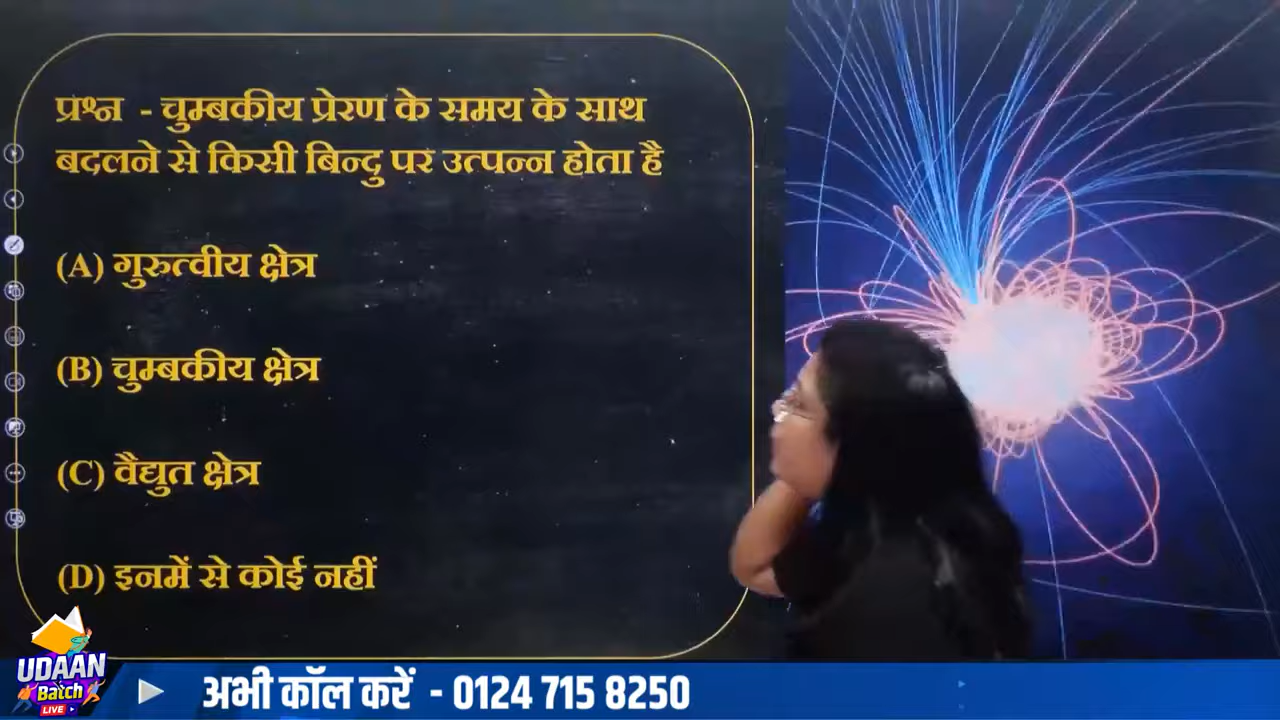 प्रश्न - चुम्बकीय प्रेरण के समय के साथ
बदलने से किसी बिन्दु पर उत्पन्न होता है
(A) गुरुत्वीय क्षेत्र
(B) चुम्बकीय क्षेत्र
(C) वैद्युत क्षेत्र
(D) इनमें से कोई नहीं
UDAAN
Batch
LIVE
अभी कॉल करें - 0124 715 8250